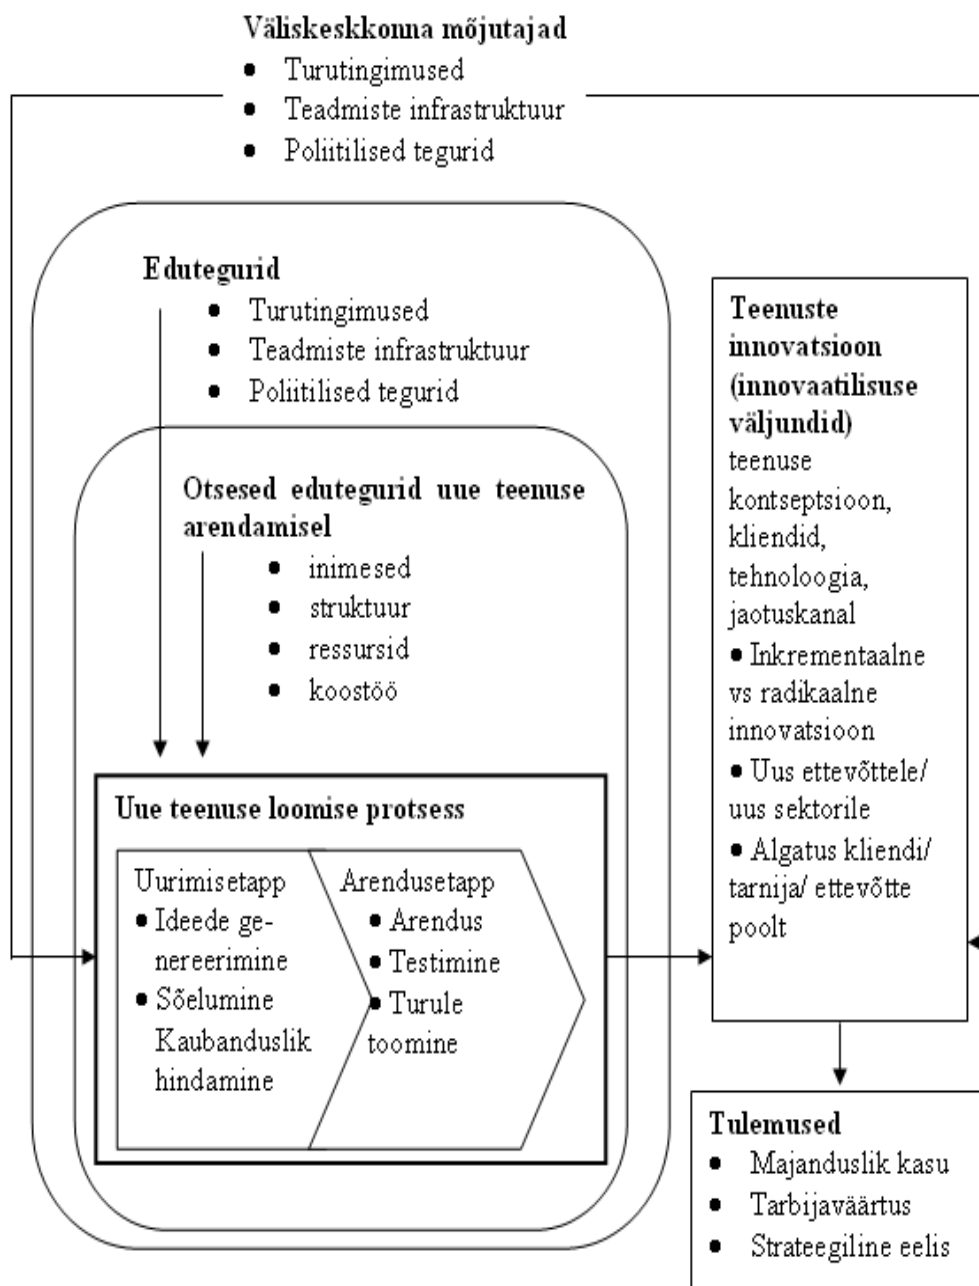 Väliskeskkonna mõjutajad
● Turutingimused
● Teadmiste infrastruktuur
● Poliitilised tegurid
Edutegurid
● Turutingimused
● Teadmiste infrastruktuur
● Poliitilised tegurid
Otsesed edutegurid uue teenuse
arendamisel
● inimesed
● struktuur
● ressursid
● koostöö
Uue teenuse loomise protsess
Uurimisetapp
● Ideede ge-
nereerimine
● Sõelumine
Kaubanduslik
hindamine
Arendusetapp
● Arendus
● Testimine
● Turule
toomine
Teenuste
innovatsioon
(innovaatilisuse
väljundid)
teenuse
kontseptsioon,
kliendid,
tehnoloogia,
jaotuskanal
● Inkrementaalne
vs radikaalne
innovatsioon
● Uus ettevõttele/
uus sektorile
● Algatus kliendi/
tarnija/ ettevõtte
poolt
Tulemused
● Majanduslik kasu
● Tarbijaväärtus
● Strateegiline eelis